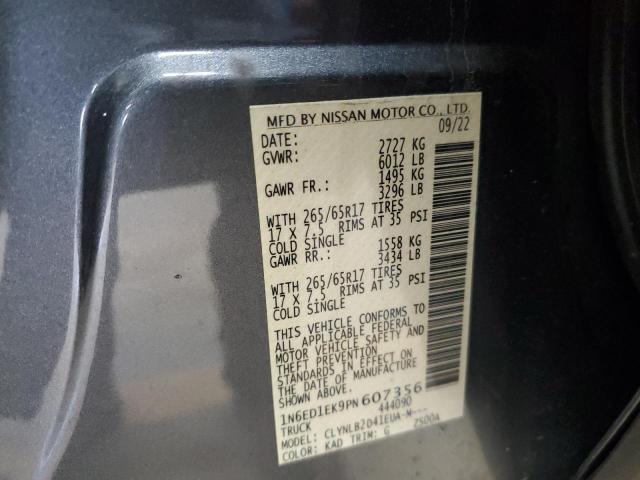 MFD BY NISSAN MOTOR CO., LTD.
DATE: 09/22
GVWR: 2727 KG
6012 LB
GAWR FR.: 1495 KG
3296 LB
WITH 265/65R17 TIRES
17 X 7.5 RIMS AT 35 PSI
COLD SINGLE
GAWR RR.: 1558 KG
3434 LB
WITH 265/65R17 TIRES
17 X 7.5 RIMS AT 35 PSI
COLD SINGLE
THIS VEHICLE CONFORMS TO
ALL APPLICABLE FEDERAL
MOTOR VEHICLE SAFETY AND
THEFT PREVENTION
STANDARDS IN EFFECT ON
THE DATE OF MANUFACTURE
SHOWN ABOVE.
1N6ED1EK9PN607356
TRUCK 444090
MODEL: CLYNLB2D41EUA-M---
COLOR: KAD TRIM: G 2500A